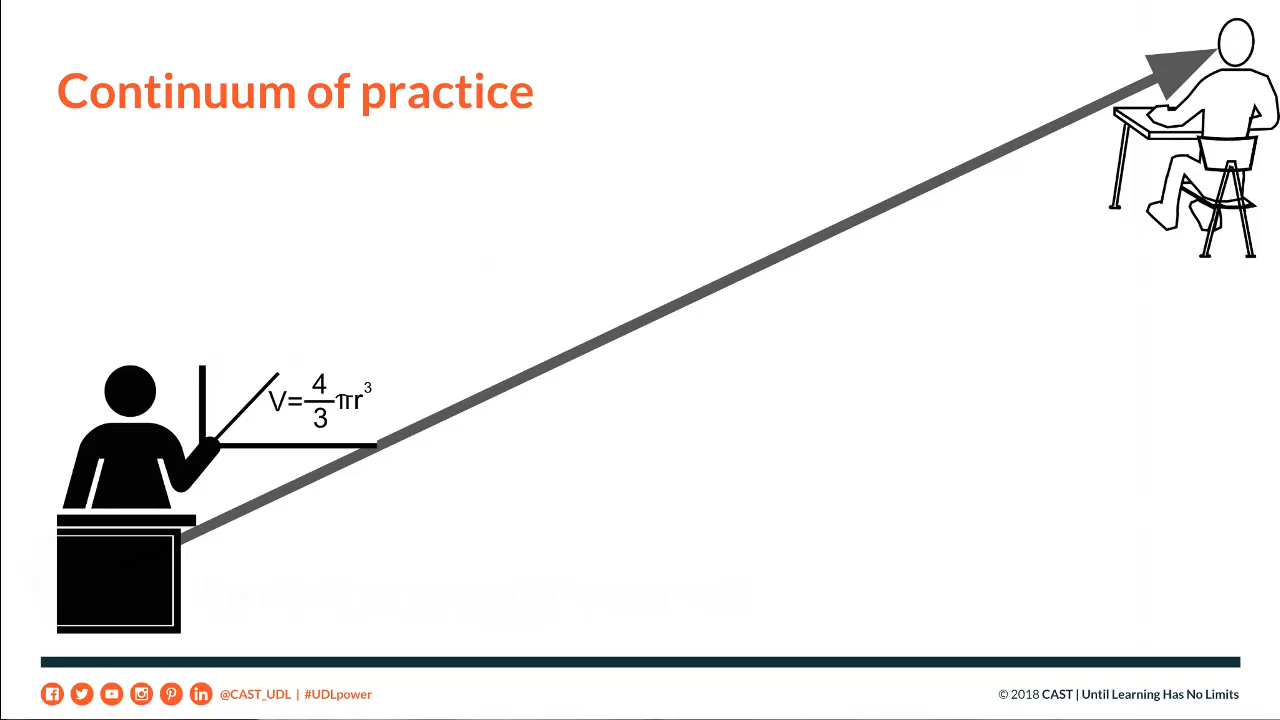 Continuum of practice
V=4/3πr³
@CAST_UDL | #UDLpower
© 2018 CAST | Until Learning Has No Limits